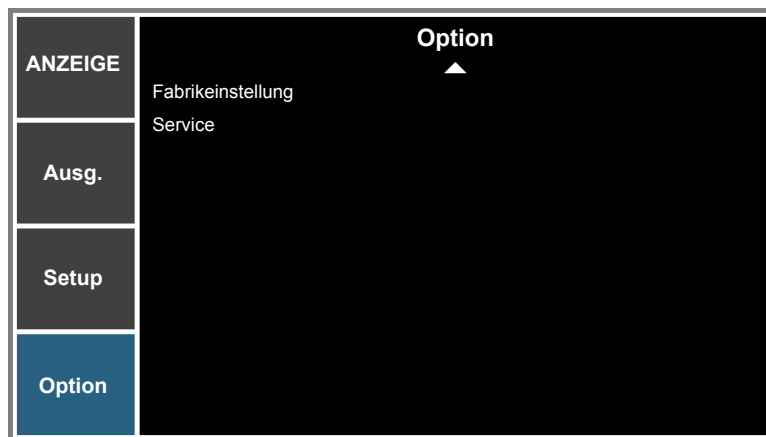 ANZEIGE
Ausg.
Setup
Option
Option
Fabrikeinstellung
Service